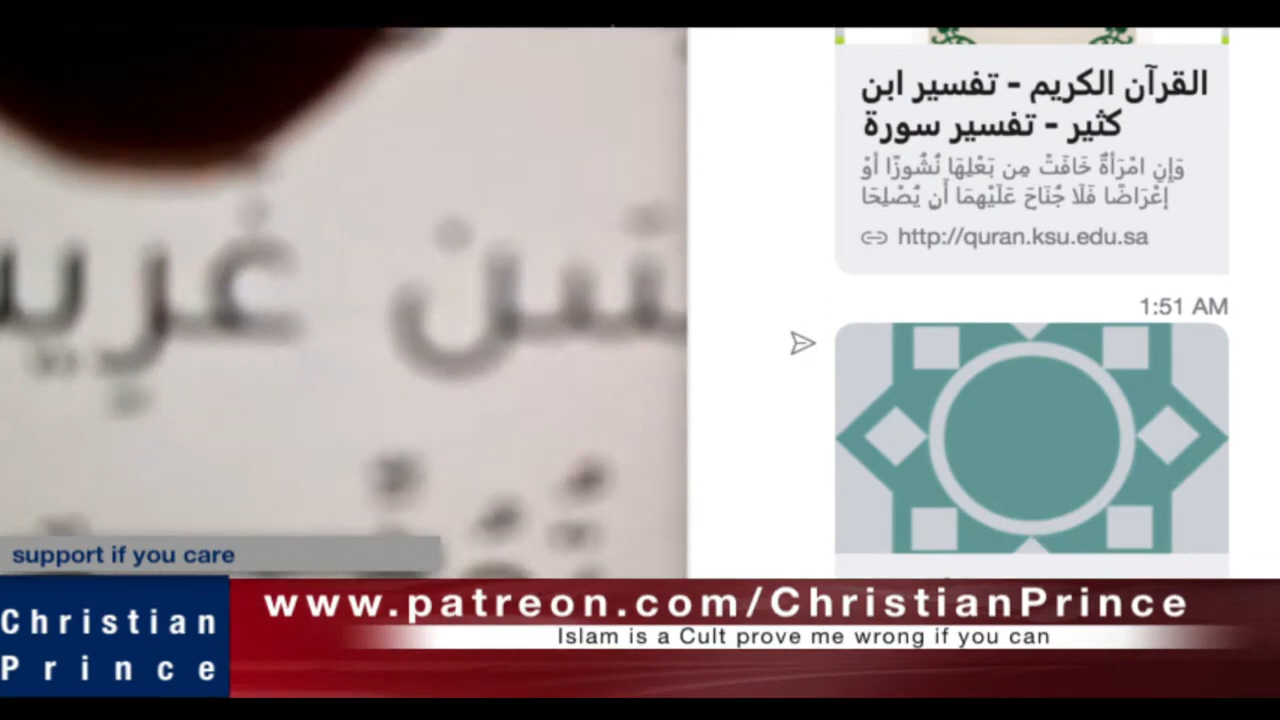 القرآن الكريم - تفسير ابن
كثير - تفسير سورة
وَإِنِ امْرَأَةٌ خَافَتْ مِن بَعْلِهَا نُشُوزًا أَوْ
إِعْرَاضًا فَلَا جُنَاحَ عَلَيْهِمَا أَن يُصْلِحَا
http://quran.ksu.edu.sa
1:51 AM
support if you care
Christian
Prince
www.patreon.com/ChristianPrince
Islam is a Cult prove me wrong if you can